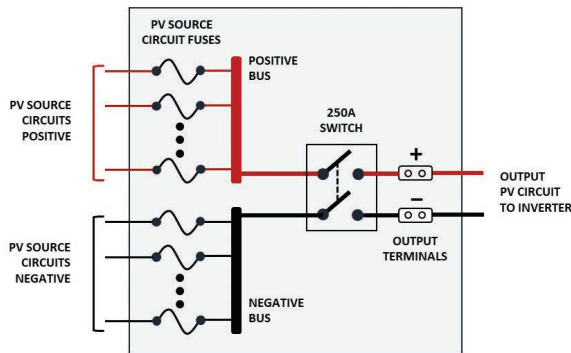 PV SOURCE
CIRCUIT FUSES
POSITIVE
BUS
PV SOURCE
CIRCUITS
POSITIVE
250A
SWITCH
+
OUTPUT
PV CIRCUIT
TO INVERTER
−
PV SOURCE
CIRCUITS
NEGATIVE
OUTPUT
TERMINALS
NEGATIVE
BUS